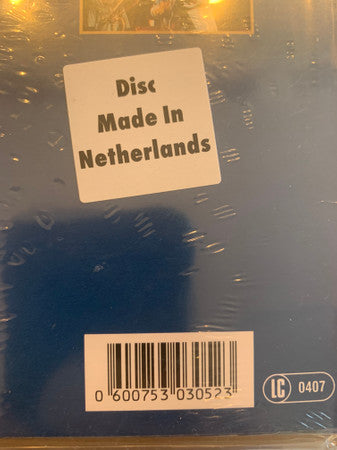 Disc
Made In
Netherlands
0 600753 030523
LC 0407